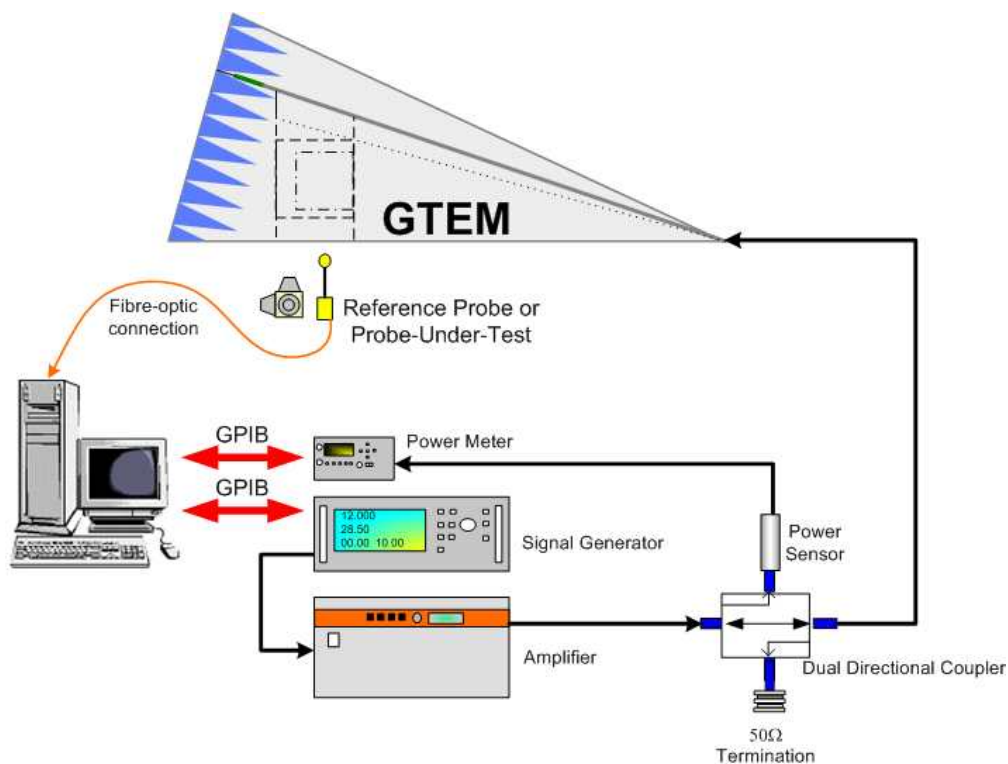 GTEM
Fibre-optic
connection
Reference Probe or
Probe-Under-Test
GPIB
Power Meter
GPIB
12.000
28.50
00.00 10 00
Signal Generator
Power
Sensor
Amplifier
Dual Directional Coupler
50Ω
Termination